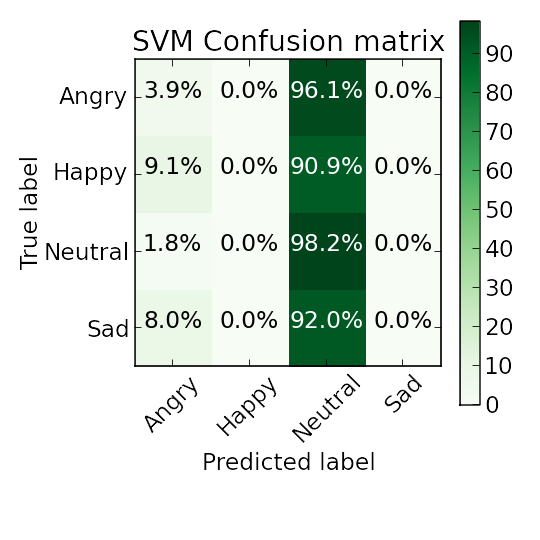 SVM Confusion matrix
True label
Angry 3.9% 0.0% 96.1% 0.0%
Happy 9.1% 0.0% 90.9% 0.0%
Neutral 1.8% 0.0% 98.2% 0.0%
Sad 8.0% 0.0% 92.0% 0.0%
Angry Happy Neutral Sad
Predicted label
90
80
70
60
50
40
30
20
10
0